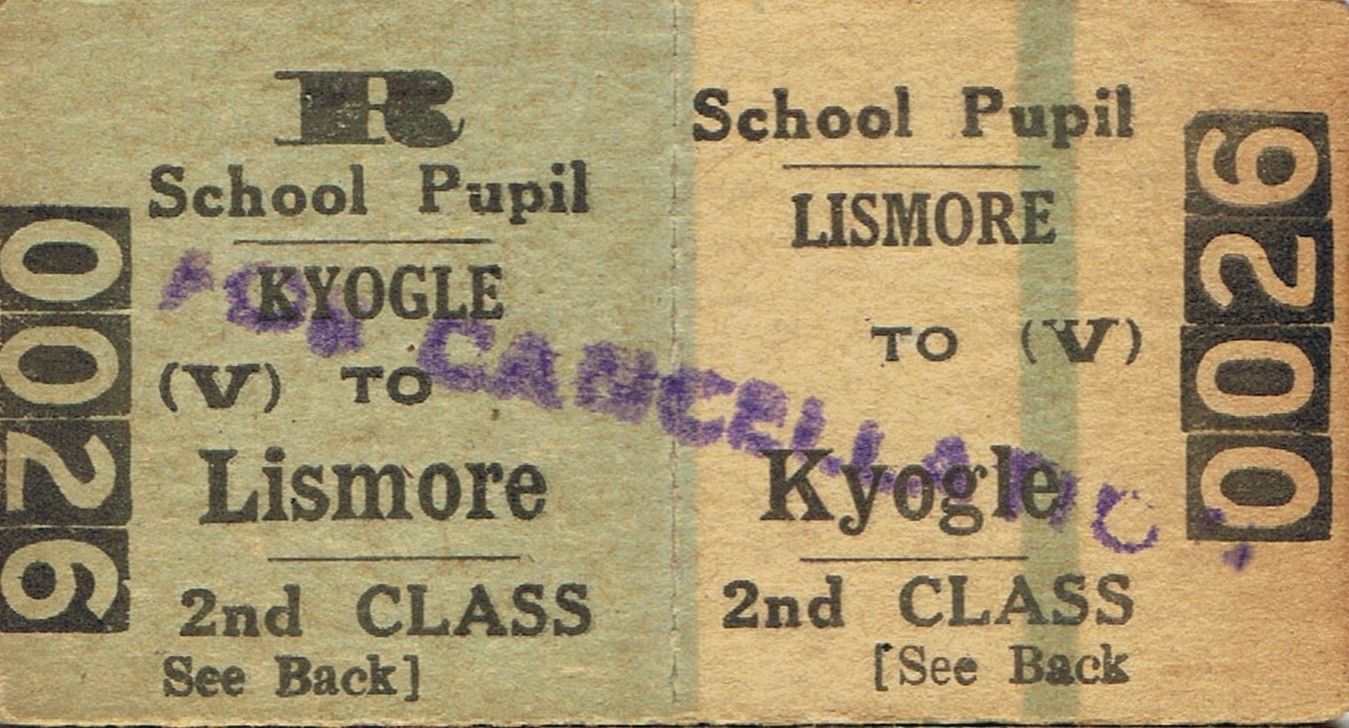 R
School Pupil
KYOGLE
(V) TO
Lismore
2nd CLASS
See Back]
0026
School Pupil
LISMORE
TO (V)
Kyogle
2nd CLASS
[See Back
0026
CANCELLA